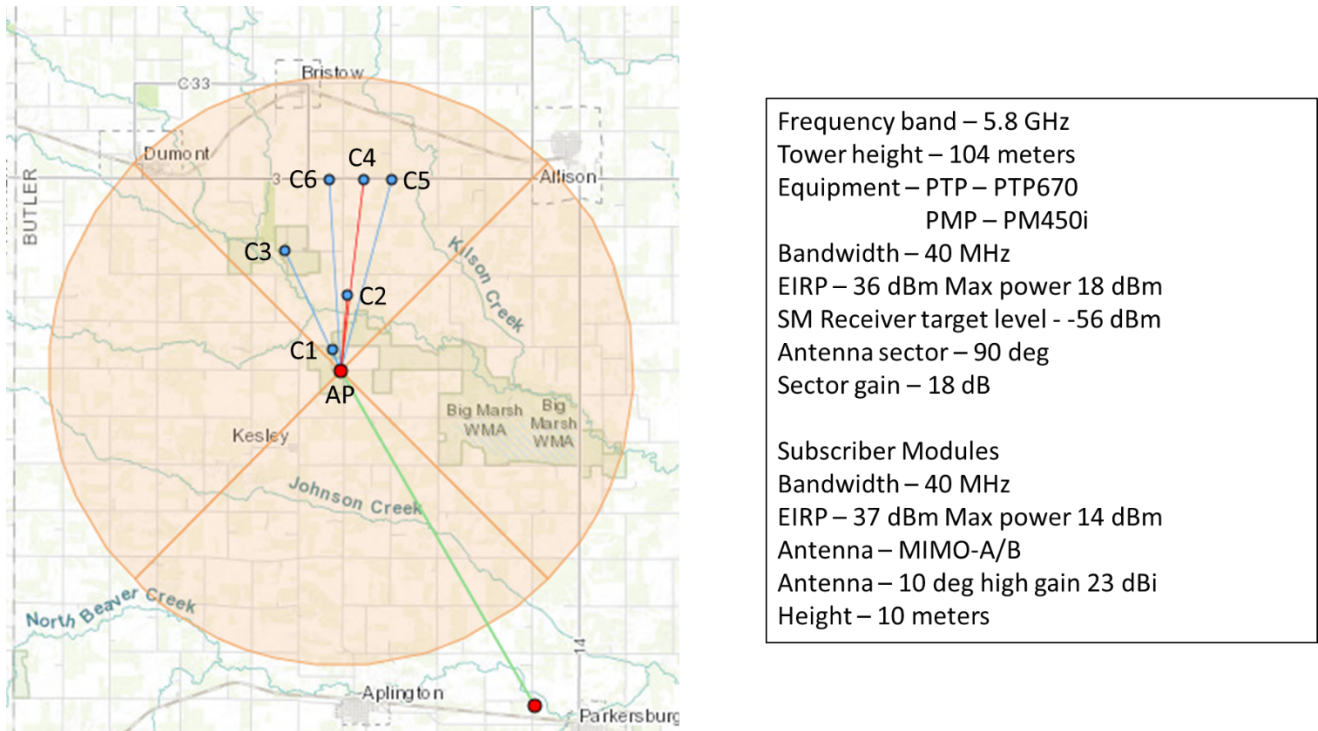 Bristow
C 33
Dumont
C4
C6
C5
3
Allison
BUTLER
C3
Kilson Creek
C2
C1
AP
Big Marsh
WMA
Big
Marsh
WMA
Kesley
Johnson Creek
North Beaver Creek
14
Aplington
Parkersburg
Frequency band – 5.8 GHz
Tower height – 104 meters
Equipment – PTP – PTP670
PMP – PM450i
Bandwidth – 40 MHz
EIRP – 36 dBm Max power 18 dBm
SM Receiver target level - -56 dBm
Antenna sector – 90 deg
Sector gain – 18 dB
Subscriber Modules
Bandwidth – 40 MHz
EIRP – 37 dBm Max power 14 dBm
Antenna – MIMO-A/B
Antenna – 10 deg high gain 23 dBi
Height – 10 meters